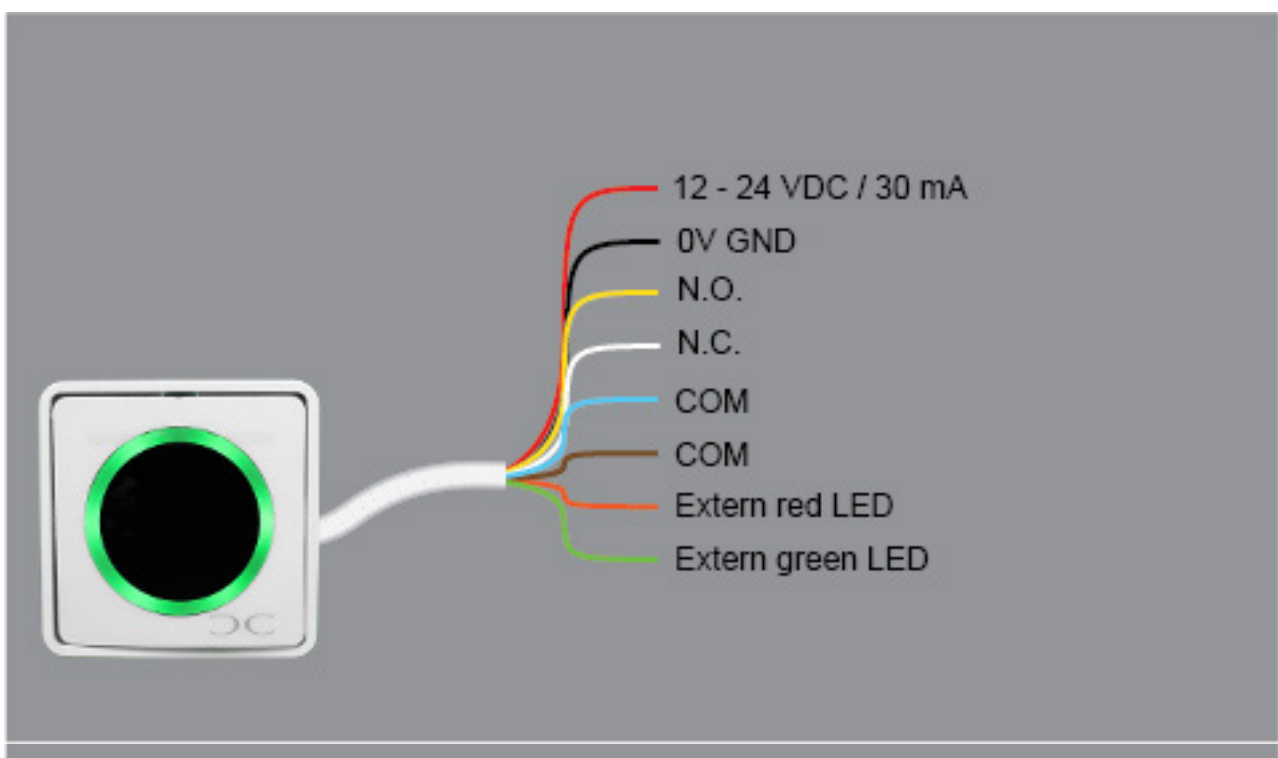 12 - 24 VDC / 30 mA
0V GND
N.O.
N.C.
COM
COM
Extern red LED
Extern green LED